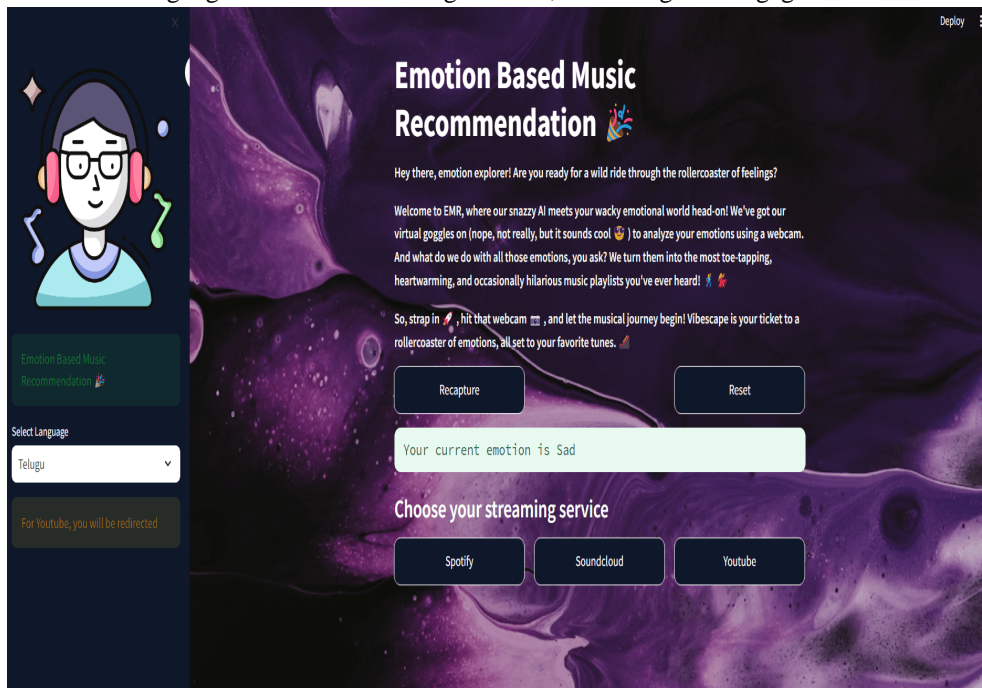 X
Deploy
Emotion Based Music
Recommendation 🎉
Hey there, emotion explorer! Are you ready for a wild ride through the rollercoaster of feelings?
Welcome to EMR, where our snazzy AI meets your wacky emotional world head-on! We've got our
virtual goggles on (nope, not really, but it sounds cool 😎 ) to analyze your emotions using a webcam.
And what do we do with all those emotions, you ask? We turn them into the most toe-tapping,
heartwarming, and occasionally hilarious music playlists you've ever heard! 🕺 💃
So, strap in 🚀 , hit that webcam 📷 , and let the musical journey begin! Vibescape is your ticket to a
rollercoaster of emotions, all set to your favorite tunes. 🎢
Emotion Based Music
Recommendation 🎉
Select Language
Telugu
For Youtube, you will be redirected
Recapture
Reset
Your current emotion is Sad
Choose your streaming service
Spotify
Soundcloud
Youtube